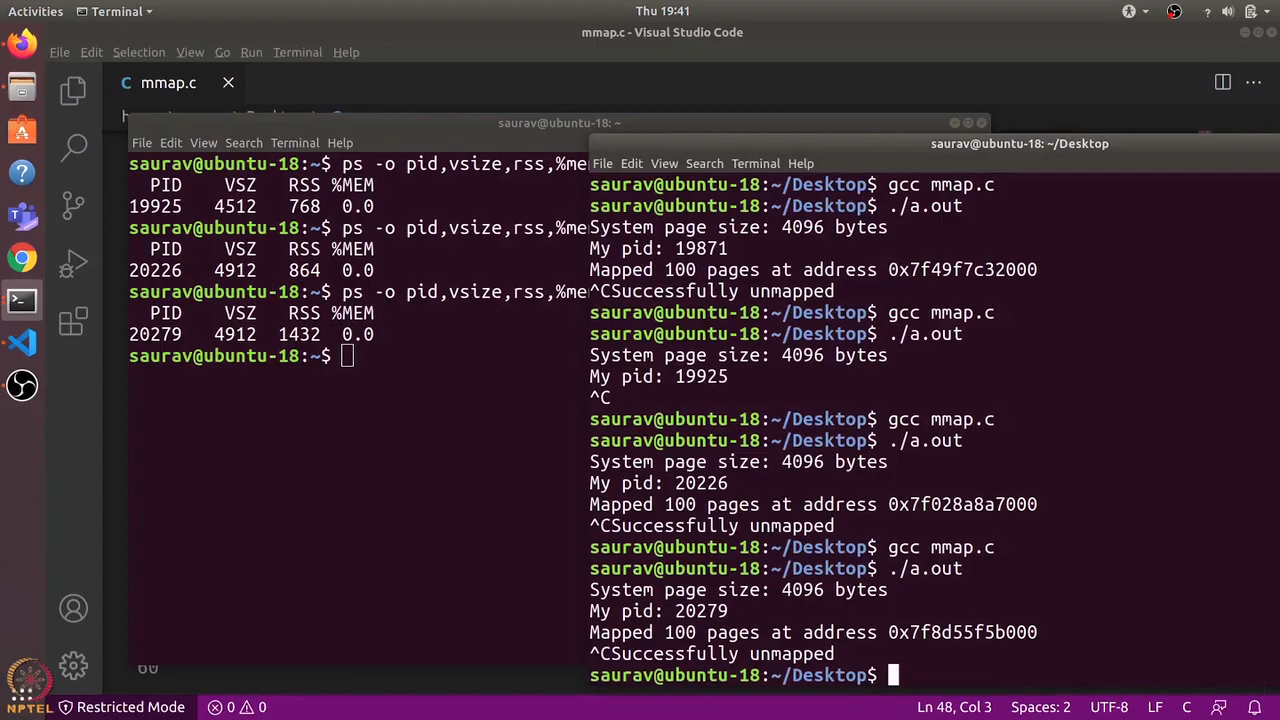 Activities Terminal Thu 19:41 ?
mmap.c - Visual Studio Code
File Edit Selection View Go Run Terminal Help
C mmap.c
saurav@ubuntu-18: ~
File Edit View Search Terminal Help
saurav@ubuntu-18:~$ ps -o pid,vsize,rss,%me
PID VSZ RSS %MEM
19925 4512 768 0.0
saurav@ubuntu-18:~$ ps -o pid,vsize,rss,%me
PID VSZ RSS %MEM
20226 4912 864 0.0
saurav@ubuntu-18:~$ ps -o pid,vsize,rss,%me
PID VSZ RSS %MEM
20279 4912 1432 0.0
saurav@ubuntu-18:~$
saurav@ubuntu-18: ~/Desktop
File Edit View Search Terminal Help
saurav@ubuntu-18:~/Desktop$ gcc mmap.c
saurav@ubuntu-18:~/Desktop$ ./a.out
System page size: 4096 bytes
My pid: 19871
Mapped 100 pages at address 0x7f49f7c32000
^CSuccessfully unmapped
saurav@ubuntu-18:~/Desktop$ gcc mmap.c
saurav@ubuntu-18:~/Desktop$ ./a.out
System page size: 4096 bytes
My pid: 19925
^C
saurav@ubuntu-18:~/Desktop$ gcc mmap.c
saurav@ubuntu-18:~/Desktop$ ./a.out
System page size: 4096 bytes
My pid: 20226
Mapped 100 pages at address 0x7f028a8a7000
^CSuccessfully unmapped
saurav@ubuntu-18:~/Desktop$ gcc mmap.c
saurav@ubuntu-18:~/Desktop$ ./a.out
System page size: 4096 bytes
My pid: 20279
Mapped 100 pages at address 0x7f8d55f5b000
^CSuccessfully unmapped
saurav@ubuntu-18:~/Desktop$
60
NPTEL Restricted Mode 0 0 Ln 48, Col 3 Spaces: 2 UTF-8 LF C